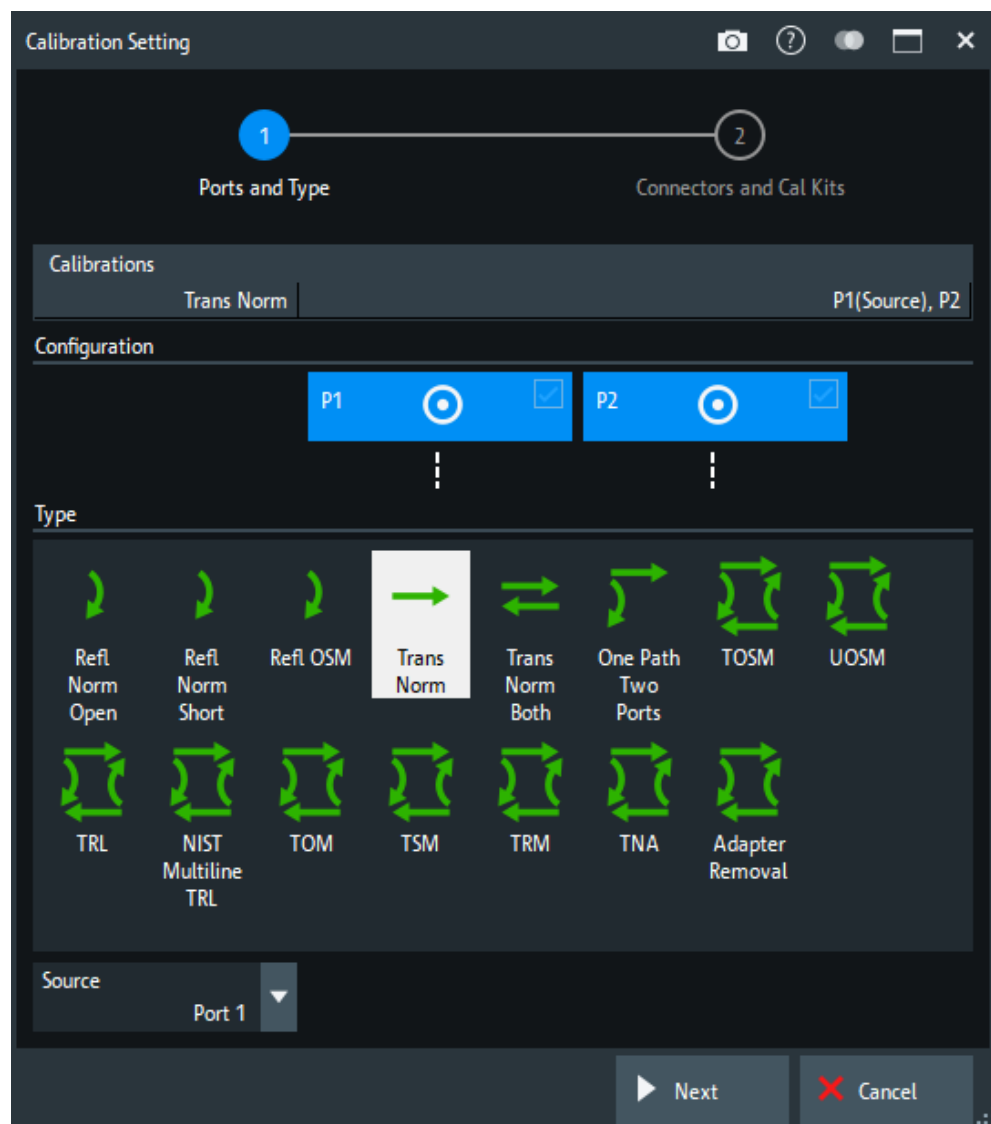 Calibration Setting
?
1
2
Ports and Type
Connectors and Cal Kits
Calibrations
Trans Norm
P1(Source), P2
Configuration
P1
P2
Type
Refl
Norm
Open
Refl
Norm
Short
Refl OSM
Trans
Norm
Trans
Norm
Both
One Path
Two
Ports
TOSM
UOSM
TRL
NIST
Multiline
TRL
TOM
TSM
TRM
TNA
Adapter
Removal
Source
Port 1
Next
Cancel